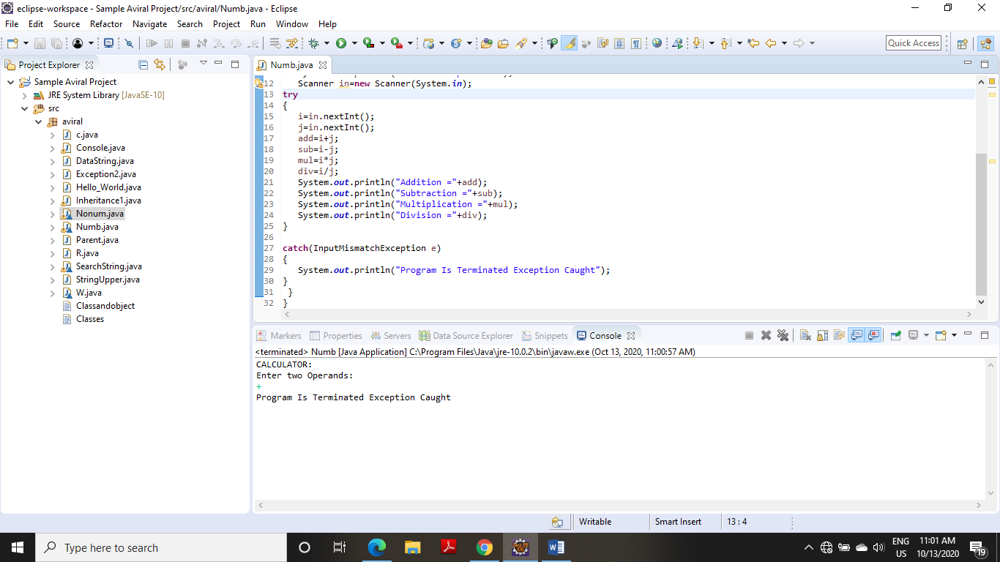 eclipse-workspace - Sample Aviral Project/src/aviral/Numb.java - Eclipse
File Edit Source Refactor Navigate Search Project Run Window Help
Quick Access
Project Explorer
Sample Aviral Project
JRE System Library [JavaSE-10]
src
aviral
c.java
Console.java
DataString.java
Exception2.java
Hello_World.java
Inheritance1.java
Nonum.java
Numb.java
Parent.java
R.java
SearchString.java
StringUpper.java
W.java
Classandobject
Classes
Numb.java
12 Scanner in=new Scanner(System.in);
13 try
14 {
15 i=in.nextInt();
16 j=in.nextInt();
17 add=i+j;
18 sub=i-j;
19 mul=i*j;
20 div=i/j;
21 System.out.println("Addition ="+add);
22 System.out.println("Subtraction ="+sub);
23 System.out.println("Multiplication ="+mul);
24 System.out.println("Division ="+div);
25 }
26
27 catch(InputMismatchException e)
28 {
29 System.out.println("Program Is Terminated Exception Caught");
30 }
31 }
32 }
Markers Properties Servers Data Source Explorer Snippets Console
<terminated> Numb [Java Application] C:\Program Files\Java\jre-10.0.2\bin\javaw.exe (Oct 13, 2020, 11:00:57 AM)
CALCULATOR:
Enter two Operands:
+
Program Is Terminated Exception Caught
Writable Smart Insert 13 : 4
Type here to search
ENG
US
11:01 AM
10/13/2020
19